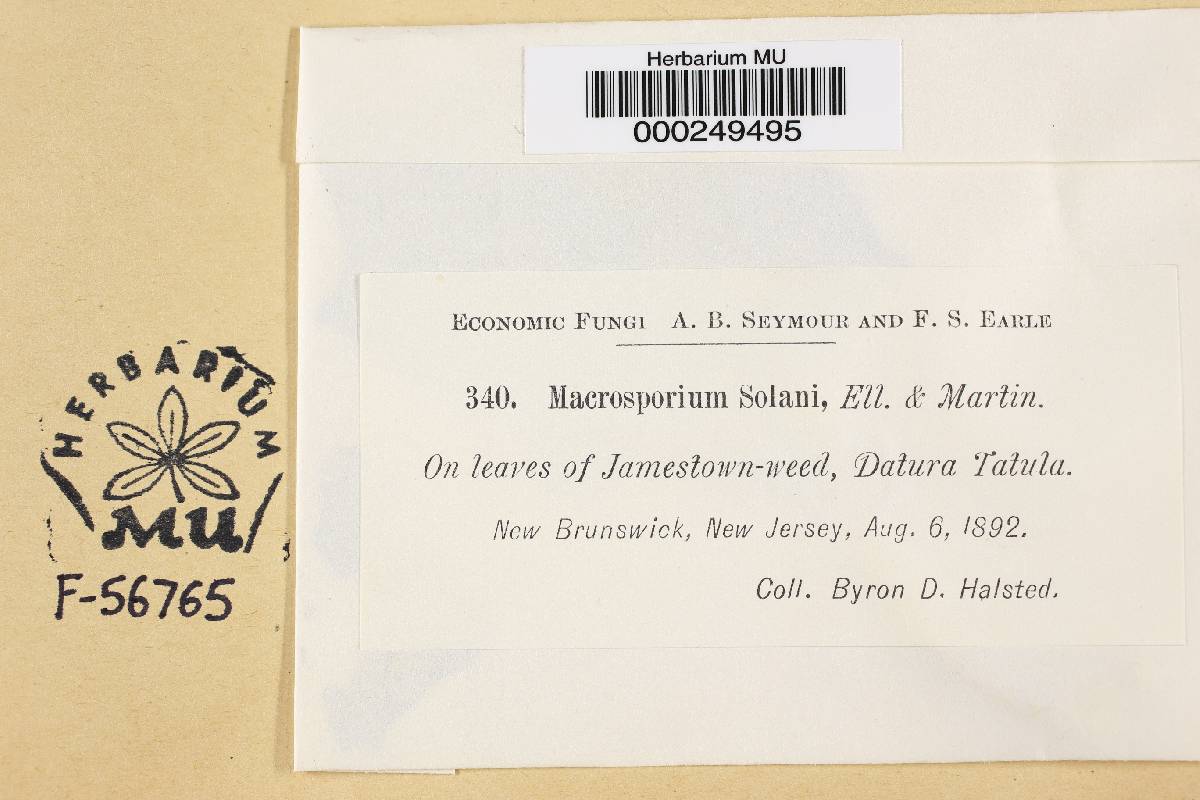 Herbarium MU
000249495
ECONOMIC FUNGI A. B. SEYMOUR AND F. S. EARLE
340. Macrosporium Solani, Ell. & Martin.
On leaves of Jamestown-weed, Datura Tatula.
New Brunswick, New Jersey, Aug. 6, 1892.
Coll. Byron D. Halsted.
HERBARIUM
MU
F-56765